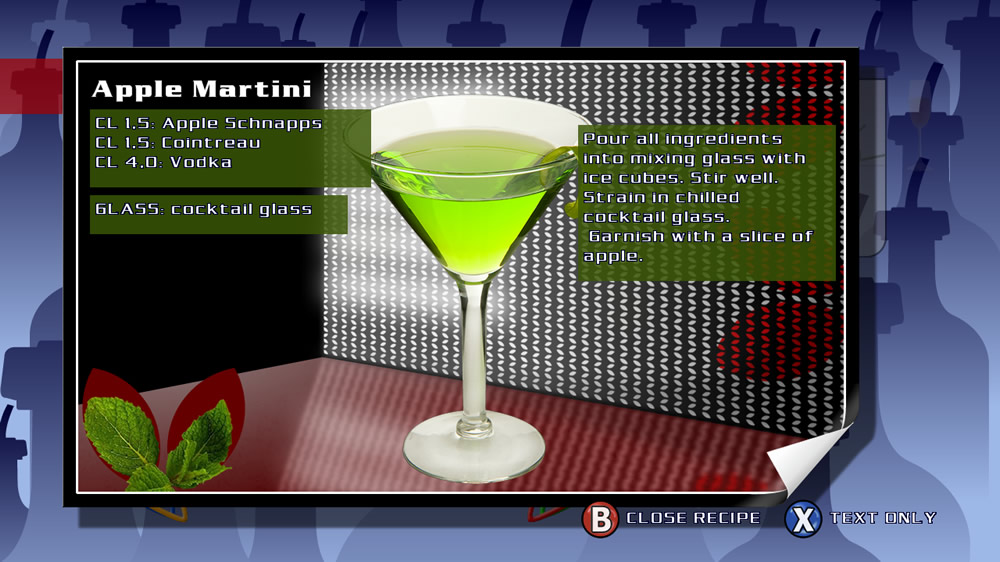 Apple Martini
CL 1,5: Apple Schnapps
CL 1,5: Cointreau
CL 4,0: Vodka
GLASS: cocktail glass
Pour all ingredients
into mixing glass with
ice cubes. Stir well.
Strain in chilled
cocktail glass.
Garnish with a slice of
apple.
B CLOSE RECIPE
X TEXT ONLY